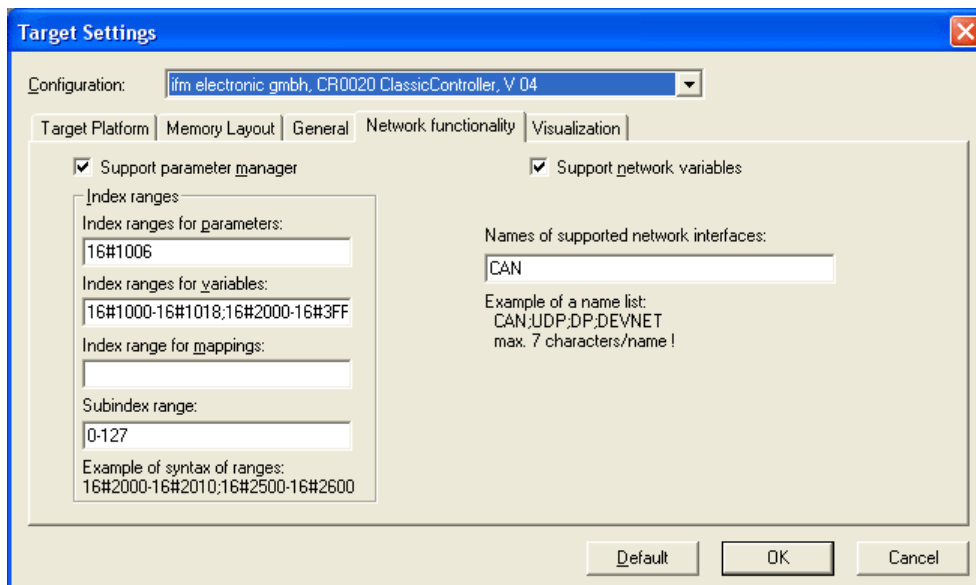 Target Settings
Configuration:
ifm electronic gmbh, CR0020 ClassicController, V 04
Target Platform
Memory Layout
General
Network functionality
Visualization
Support parameter manager
Support network variables
Index ranges
Index ranges for parameters:
16#1006
Index ranges for variables:
16#1000-16#1018;16#2000-16#3FF
Index range for mappings:
Subindex range:
0-127
Example of syntax of ranges:
16#2000-16#2010;16#2500-16#2600
Names of supported network interfaces:
CAN
Example of a name list:
CAN;UDP;DP;DEVNET
max. 7 characters/name !
Default
OK
Cancel